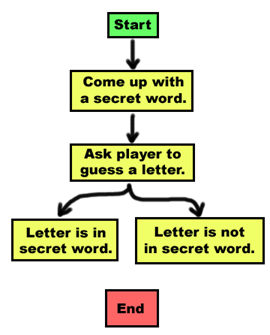 Start
Come up with
a secret word.
Ask player to
guess a letter.
Letter is in
secret word.
Letter is not
in secret word.
End